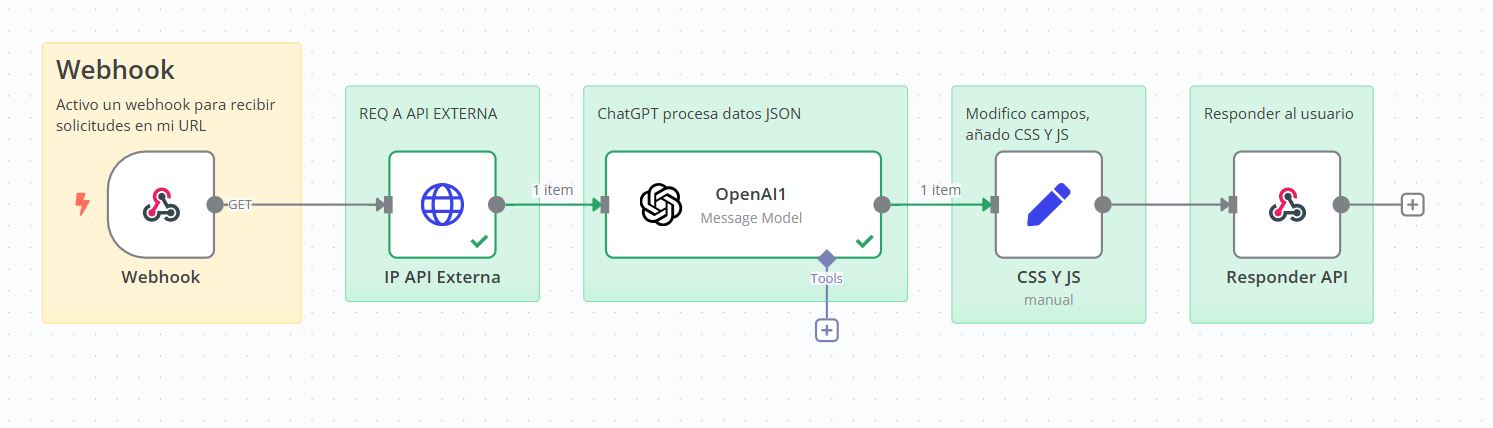 Webhook
Activo un webhook para recibir
solicitudes en mi URL
GET
Webhook
REQ A API EXTERNA
IP API Externa
1 item
ChatGPT procesa datos JSON
OpenAI1
Message Model
Tools
1 item
Modifico campos,
añado CSS Y JS
CSS Y JS
manual
Responder al usuario
Responder API